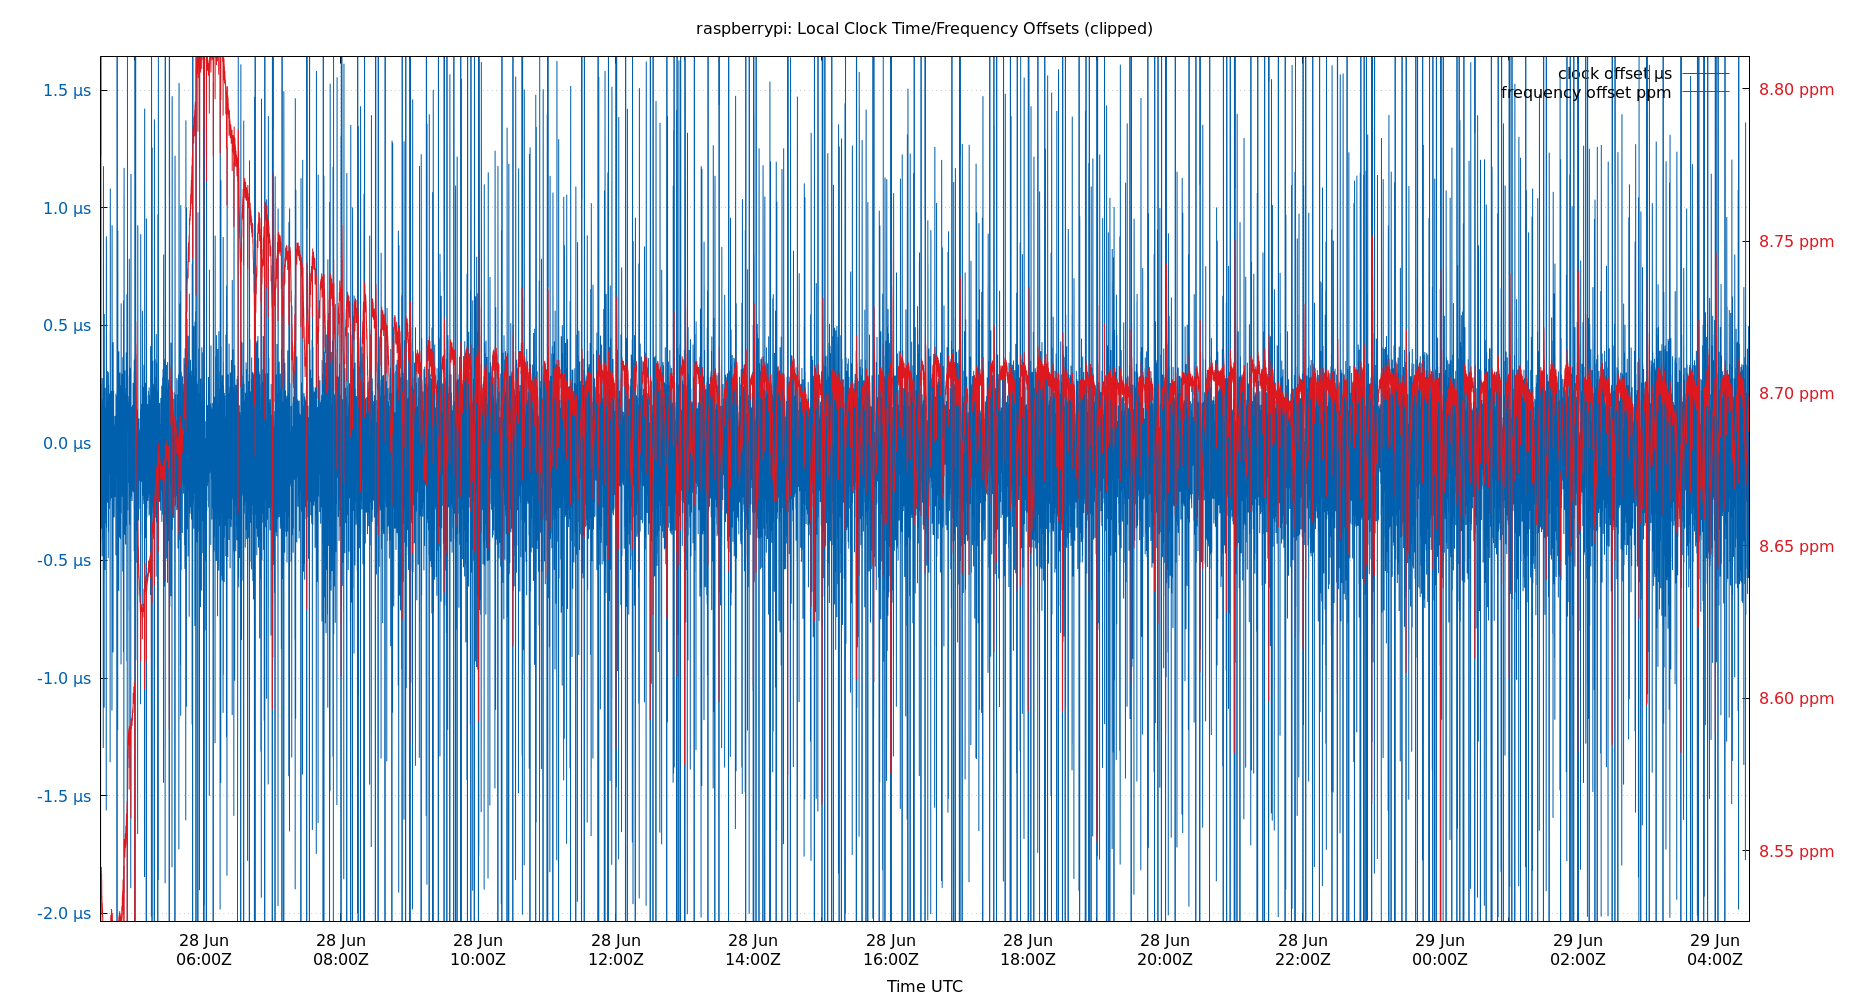 raspberrypi: Local Clock Time/Frequency Offsets (clipped)
clock offset µs
frequency offset ppm
1.5 µs
1.0 µs
0.5 µs
0.0 µs
-0.5 µs
-1.0 µs
-1.5 µs
-2.0 µs
8.80 ppm
8.75 ppm
8.70 ppm
8.65 ppm
8.60 ppm
8.55 ppm
28 Jun
06:00Z
28 Jun
08:00Z
28 Jun
10:00Z
28 Jun
12:00Z
28 Jun
14:00Z
28 Jun
16:00Z
28 Jun
18:00Z
28 Jun
20:00Z
28 Jun
22:00Z
29 Jun
00:00Z
29 Jun
02:00Z
29 Jun
04:00Z
Time UTC